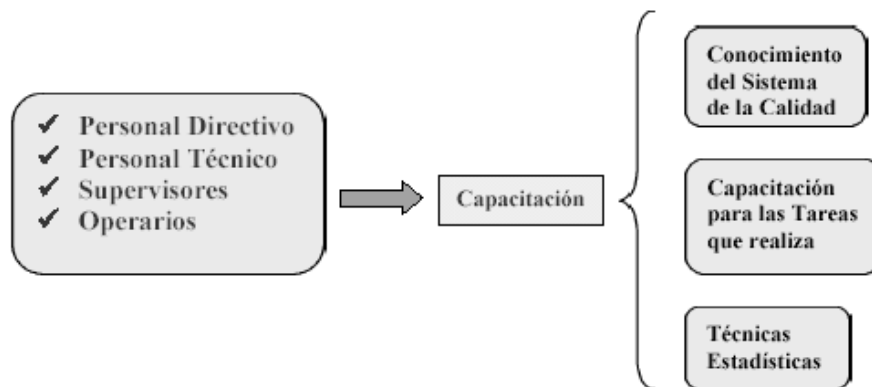 Personal Directivo
Personal Técnico
Supervisores
Operarios
Capacitación
Conocimiento
del Sistema
de la Calidad
Capacitación
para las Tareas
que realiza
Técnicas
Estadísticas